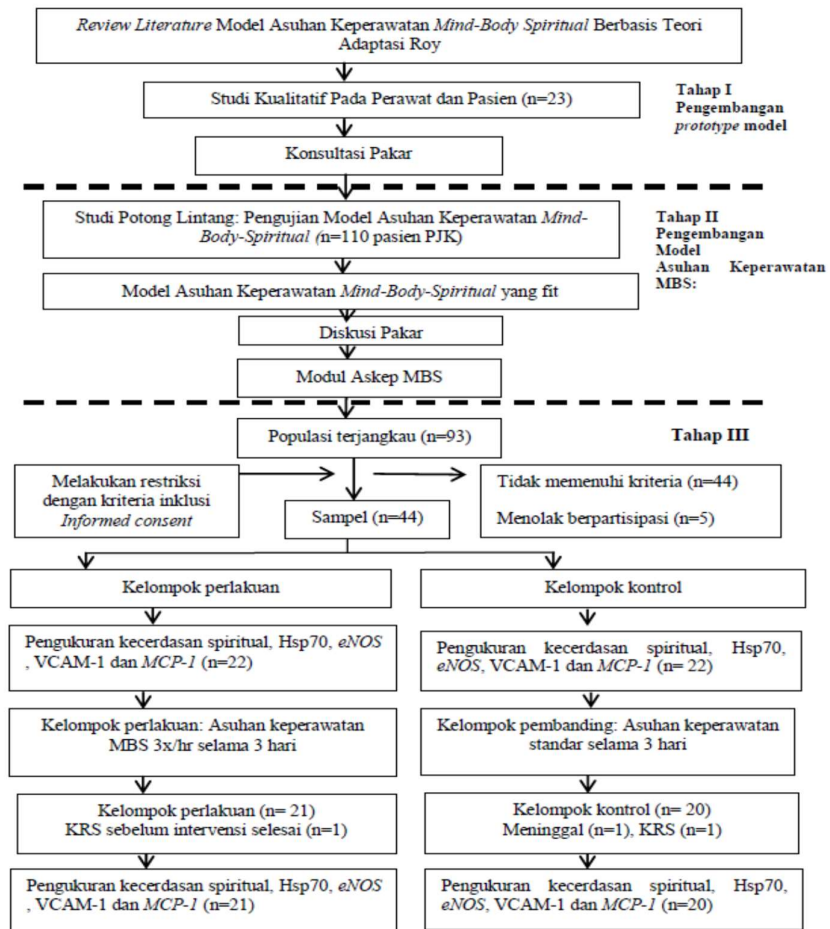 Review Literature Model Asuhan Keperawatan Mind-Body Spiritual Berbasis Teori
Adaptasi Roy
Studi Kualitatif Pada Perawat dan Pasien (n=23)
Konsultasi Pakar
Tahap I
Pengembangan
prototype model
Studi Potong Lintang: Pengujian Model Asuhan Keperawatan Mind-
Body-Spiritual (n=110 pasien PJK)
Model Asuhan Keperawatan Mind-Body-Spiritual yang fit
Diskusi Pakar
Modul Askep MBS
Tahap II
Pengembangan
Model
Asuhan Keperawatan
MBS:
Populasi terjangkau (n=93)
Tahap III
Melakukan restriksi
dengan kriteria inklusi
Informed consent
Tidak memenuhi kriteria (n=44)
Menolak berpartisipasi (n=5)
Sampel (n=44)
Kelompok perlakuan
Kelompok kontrol
Pengukuran kecerdasan spiritual, Hsp70, eNOS
, VCAM-1 dan MCP-1 (n=22)
Pengukuran kecerdasan spiritual, Hsp70,
eNOS, VCAM-1 dan MCP-1 (n= 22)
Kelompok perlakuan: Asuhan keperawatan
MBS 3x/hr selama 3 hari
Kelompok pembanding: Asuhan keperawatan
standar selama 3 hari
Kelompok perlakuan (n= 21)
KRS sebelum intervensi selesai (n=1)
Kelompok kontrol (n= 20)
Meninggal (n=1), KRS (n=1)
Pengukuran kecerdasan spiritual, Hsp70, eNOS
, VCAM-1 dan MCP-1 (n=21)
Pengukuran kecerdasan spiritual, Hsp70,
eNOS, VCAM-1 dan MCP-1 (n=20)